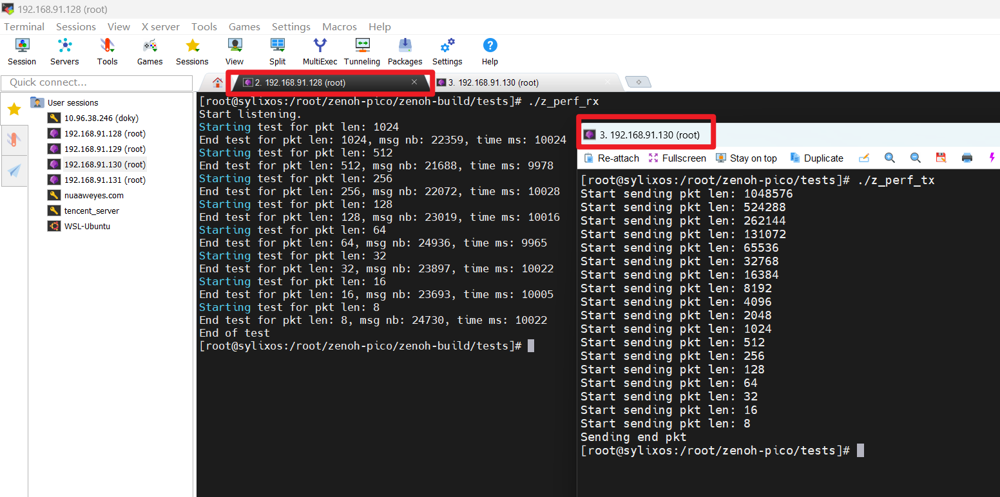 192.168.91.128 (root)
Terminal Sessions View X server Tools Games Settings Macros Help
Session Servers Tools Games Sessions View Split MultiExec Tunneling Packages Settings Help
Quick connect...
2. 192.168.91.128 (root)
3. 192.168.91.130 (root)
User sessions
10.96.38.246 (doky)
192.168.91.128 (root)
192.168.91.129 (root)
192.168.91.130 (root)
192.168.91.131 (root)
nuaaweyes.com
tencent_server
WSL-Ubuntu
[root@sylixos:/root/zenoh-pico/zenoh-build/tests]# ./z_perf_rx
Start listening.
Starting test for pkt len: 1024
End test for pkt len: 1024, msg nb: 22359, time ms: 10024
Starting test for pkt len: 512
End test for pkt len: 512, msg nb: 21688, time ms: 9978
Starting test for pkt len: 256
End test for pkt len: 256, msg nb: 22072, time ms: 10028
Starting test for pkt len: 128
End test for pkt len: 128, msg nb: 23019, time ms: 10016
Starting test for pkt len: 64
End test for pkt len: 64, msg nb: 24936, time ms: 9965
Starting test for pkt len: 32
End test for pkt len: 32, msg nb: 23897, time ms: 10022
Starting test for pkt len: 16
End test for pkt len: 16, msg nb: 23693, time ms: 10005
Starting test for pkt len: 8
End test for pkt len: 8, msg nb: 24730, time ms: 10022
End of test
[root@sylixos:/root/zenoh-pico/zenoh-build/tests]#
3. 192.168.91.130 (root)
Re-attach Fullscreen Stay on top Duplicate
[root@sylixos:/root/zenoh-pico/tests]# ./z_perf_tx
Start sending pkt len: 1048576
Start sending pkt len: 524288
Start sending pkt len: 262144
Start sending pkt len: 131072
Start sending pkt len: 65536
Start sending pkt len: 32768
Start sending pkt len: 16384
Start sending pkt len: 8192
Start sending pkt len: 4096
Start sending pkt len: 2048
Start sending pkt len: 1024
Start sending pkt len: 512
Start sending pkt len: 256
Start sending pkt len: 128
Start sending pkt len: 64
Start sending pkt len: 32
Start sending pkt len: 16
Start sending pkt len: 8
Sending end pkt
[root@sylixos:/root/zenoh-pico/tests]#